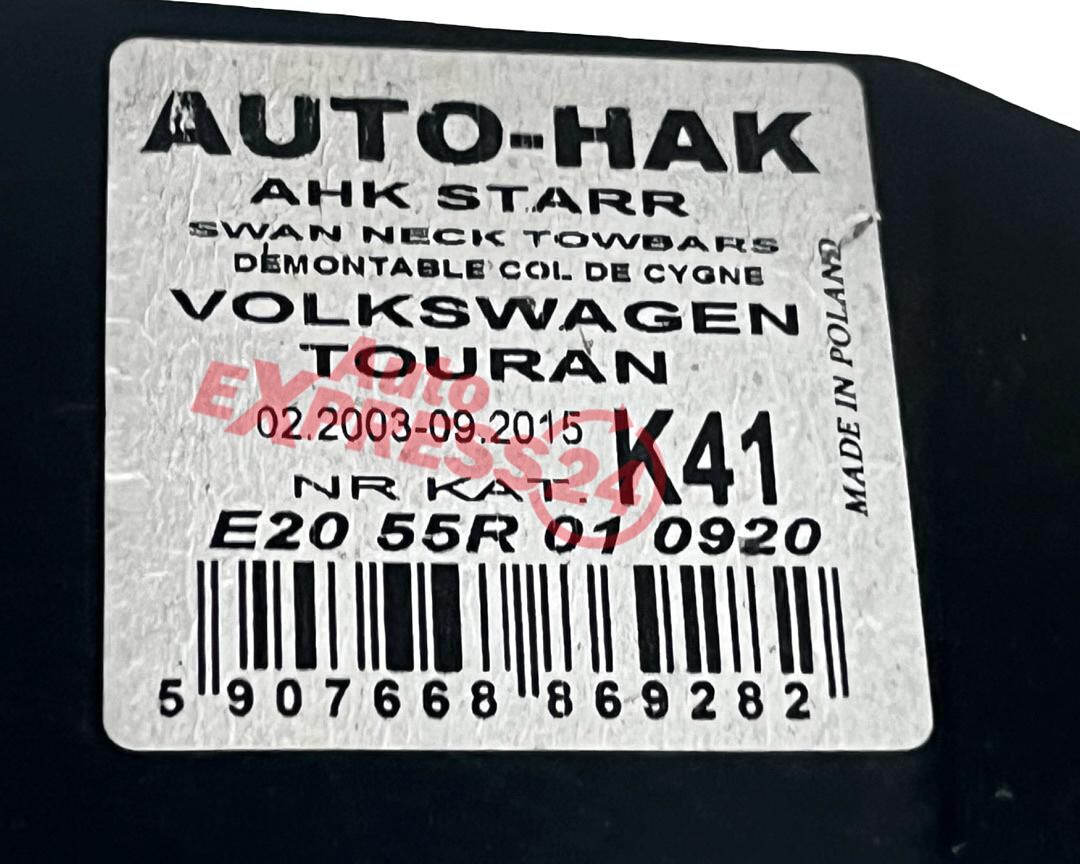 AUTO-HAK
AHK STARR
SWAN NECK TOWBARS
DEMONTABLE COL DE CYGNE
VOLKSWAGEN
TOURAN
02.2003-09.2015
NR KAT. K41
E20 55R 01 0920
5 907668 869282
MADE IN POLAND
Auto
EXPRESS24